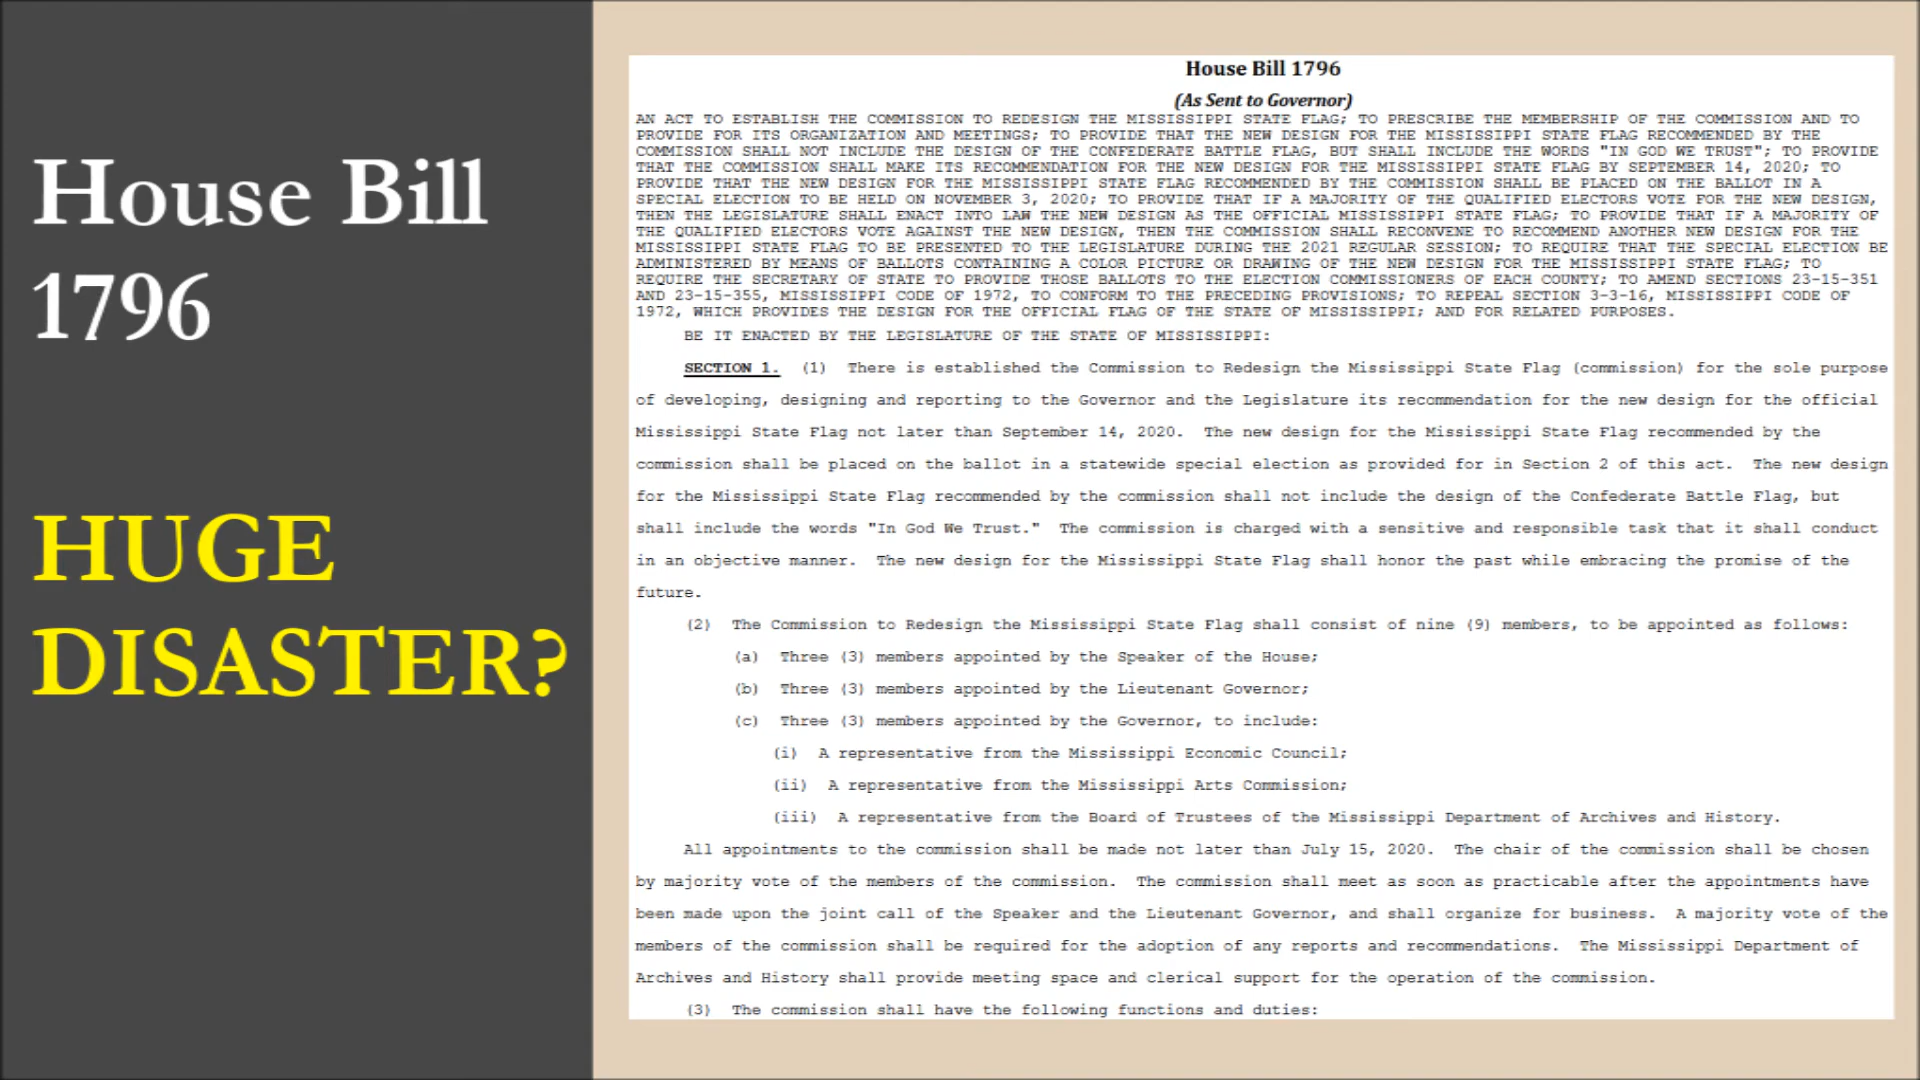 House Bill
1796
HUGE
DISASTER?
House Bill 1796
(As Sent to Governor)
AN ACT TO ESTABLISH THE COMMISSION TO REDESIGN THE MISSISSIPPI STATE FLAG; TO PRESCRIBE THE MEMBERSHIP OF THE COMMISSION AND TO
PROVIDE FOR ITS ORGANIZATION AND MEETINGS; TO PROVIDE THAT THE NEW DESIGN FOR THE MISSISSIPPI STATE FLAG RECOMMENDED BY THE
COMMISSION SHALL NOT INCLUDE THE DESIGN OF THE CONFEDERATE BATTLE FLAG, BUT SHALL INCLUDE THE WORDS "IN GOD WE TRUST"; TO PROVIDE
THAT THE COMMISSION SHALL MAKE ITS RECOMMENDATION FOR THE NEW DESIGN FOR THE MISSISSIPPI STATE FLAG BY SEPTEMBER 14, 2020; TO
PROVIDE THAT THE NEW DESIGN FOR THE MISSISSIPPI STATE FLAG RECOMMENDED BY THE COMMISSION SHALL BE PLACED ON THE BALLOT IN A
SPECIAL ELECTION TO BE HELD ON NOVEMBER 3, 2020; TO PROVIDE THAT IF A MAJORITY OF THE QUALIFIED ELECTORS VOTE FOR THE NEW DESIGN,
THEN THE LEGISLATURE SHALL ENACT INTO LAW THE NEW DESIGN AS THE OFFICIAL MISSISSIPPI STATE FLAG; TO PROVIDE THAT IF A MAJORITY OF
THE QUALIFIED ELECTORS VOTE AGAINST THE NEW DESIGN, THEN THE COMMISSION SHALL RECONVENE TO RECOMMEND ANOTHER NEW DESIGN FOR THE
MISSISSIPPI STATE FLAG TO BE PRESENTED TO THE LEGISLATURE DURING THE 2021 REGULAR SESSION; TO REQUIRE THAT THE SPECIAL ELECTION BE
ADMINISTERED BY MEANS OF BALLOTS CONTAINING A COLOR PICTURE OR DRAWING OF THE NEW DESIGN FOR THE MISSISSIPPI STATE FLAG; TO
REQUIRE THE SECRETARY OF STATE TO PROVIDE THOSE BALLOTS TO THE ELECTION COMMISSIONERS OF EACH COUNTY; TO AMEND SECTIONS 23-15-351
AND 23-15-355, MISSISSIPPI CODE OF 1972, TO CONFORM TO THE PRECEDING PROVISIONS; TO REPEAL SECTION 3-3-16, MISSISSIPPI CODE OF
1972, WHICH PROVIDES THE DESIGN FOR THE OFFICIAL FLAG OF THE STATE OF MISSISSIPPI; AND FOR RELATED PURPOSES.
BE IT ENACTED BY THE LEGISLATURE OF THE STATE OF MISSISSIPPI:
SECTION 1. (1) There is established the Commission to Redesign the Mississippi State Flag (commission) for the sole purpose
of developing, designing and reporting to the Governor and the Legislature its recommendation for the new design for the official
Mississippi State Flag not later than September 14, 2020. The new design for the Mississippi State Flag recommended by the
commission shall be placed on the ballot in a statewide special election as provided for in Section 2 of this act. The new design
for the Mississippi State Flag recommended by the commission shall not include the design of the Confederate Battle Flag, but
shall include the words "In God We Trust." The commission is charged with a sensitive and responsible task that it shall conduct
in an objective manner. The new design for the Mississippi State Flag shall honor the past while embracing the promise of the
future.
(2) The Commission to Redesign the Mississippi State Flag shall consist of nine (9) members, to be appointed as follows:
(a) Three (3) members appointed by the Speaker of the House;
(b) Three (3) members appointed by the Lieutenant Governor;
(c) Three (3) members appointed by the Governor, to include:
(i) A representative from the Mississippi Economic Council;
(ii) A representative from the Mississippi Arts Commission;
(iii) A representative from the Board of Trustees of the Mississippi Department of Archives and History.
All appointments to the commission shall be made not later than July 15, 2020. The chair of the commission shall be chosen
by majority vote of the members of the commission. The commission shall meet as soon as practicable after the appointments have
been made upon the joint call of the Speaker and the Lieutenant Governor, and shall organize for business. A majority vote of the
members of the commission shall be required for the adoption of any reports and recommendations. The Mississippi Department of
Archives and History shall provide meeting space and clerical support for the operation of the commission.
(3) The commission shall have the following functions and duties: